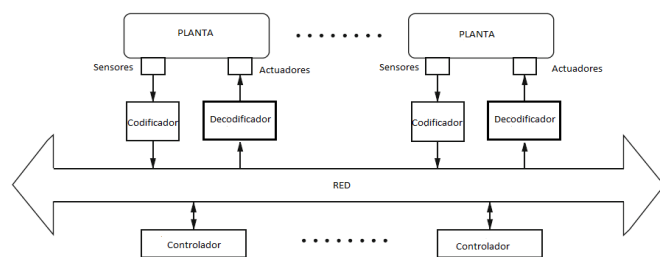 PLANTA
PLANTA
Sensores
Actuadores
Sensores
Actuadores
Codificador
Decodificador
Codificador
Decodificador
RED
Controlador
Controlador